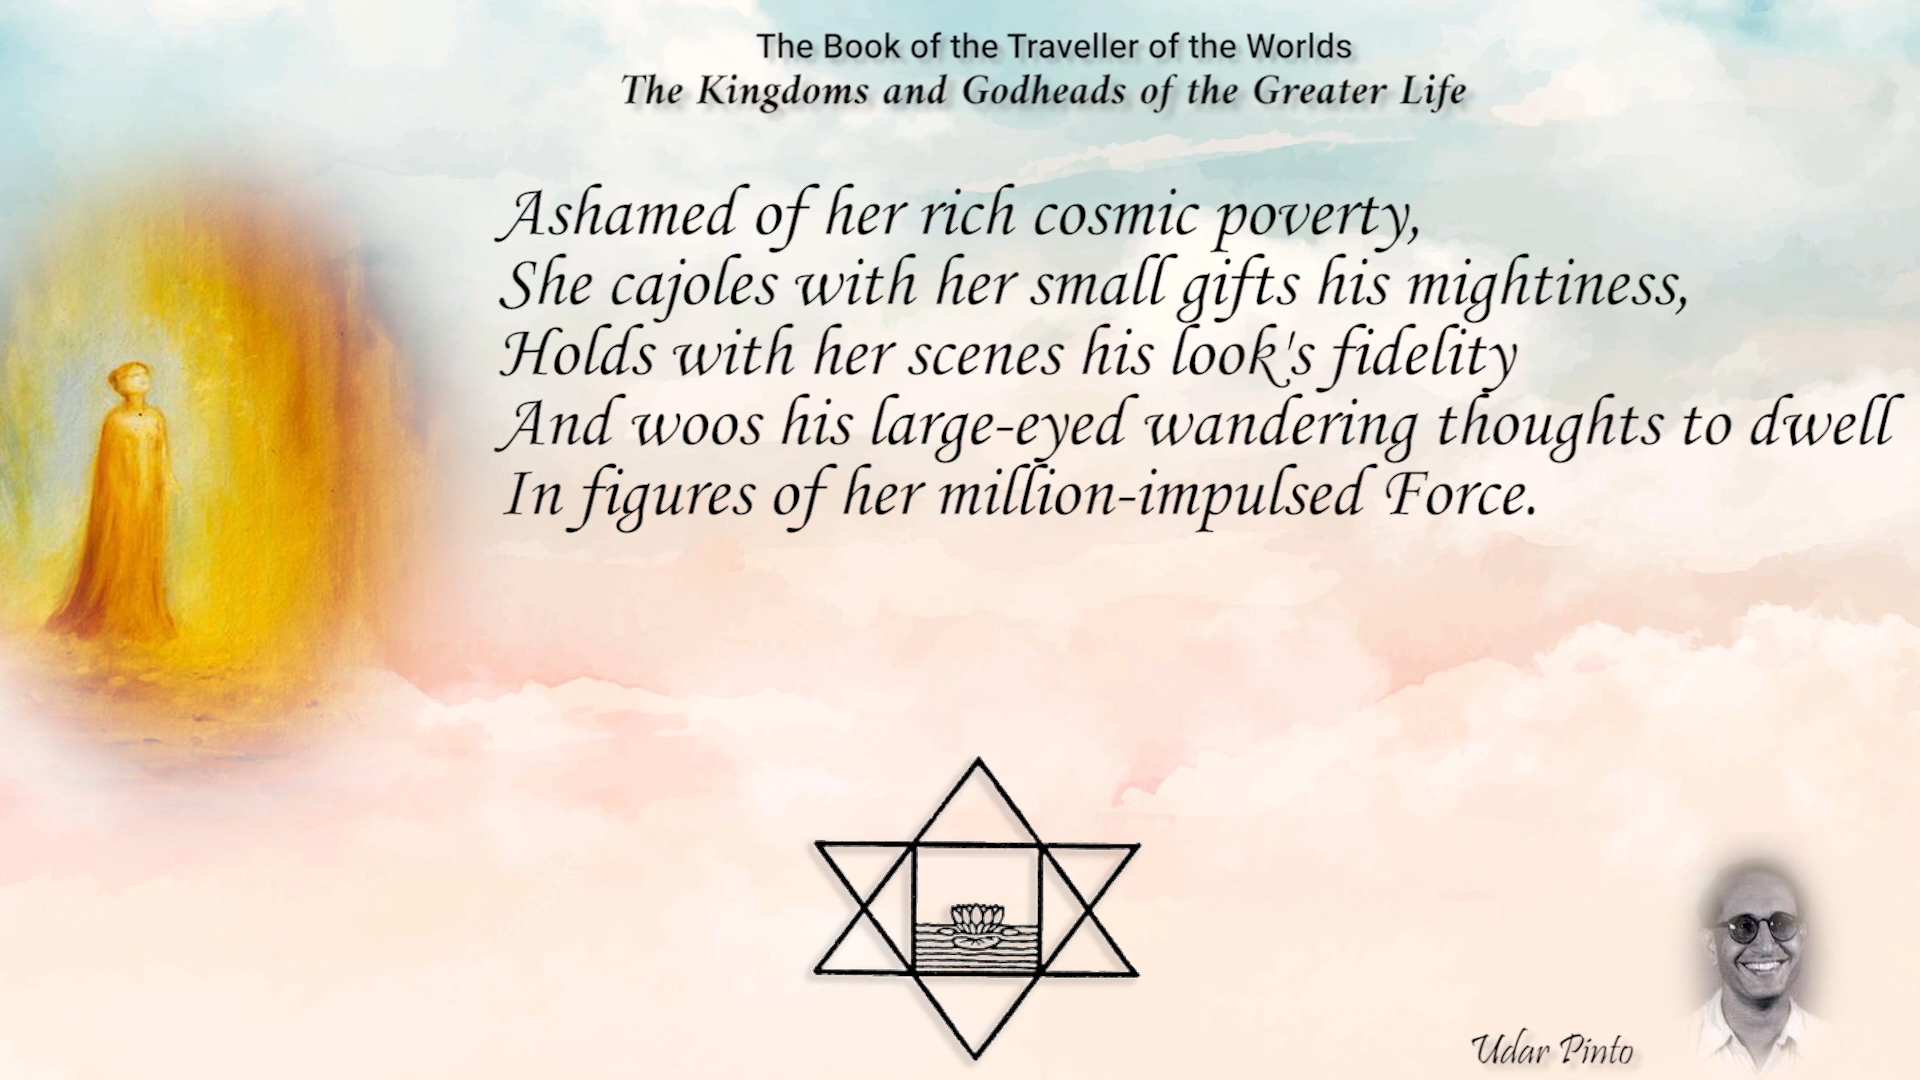 The Book of the Traveller of the Worlds
The Kingdoms and Godheads of the Greater Life
Ashamed of her rich cosmic poverty,
She cajoles with her small gifts his mightiness,
Holds with her scenes his look's fidelity
And woos his large-eyed wandering thoughts to dwell
In figures of her million-impulsed Force.
Udar Pinto